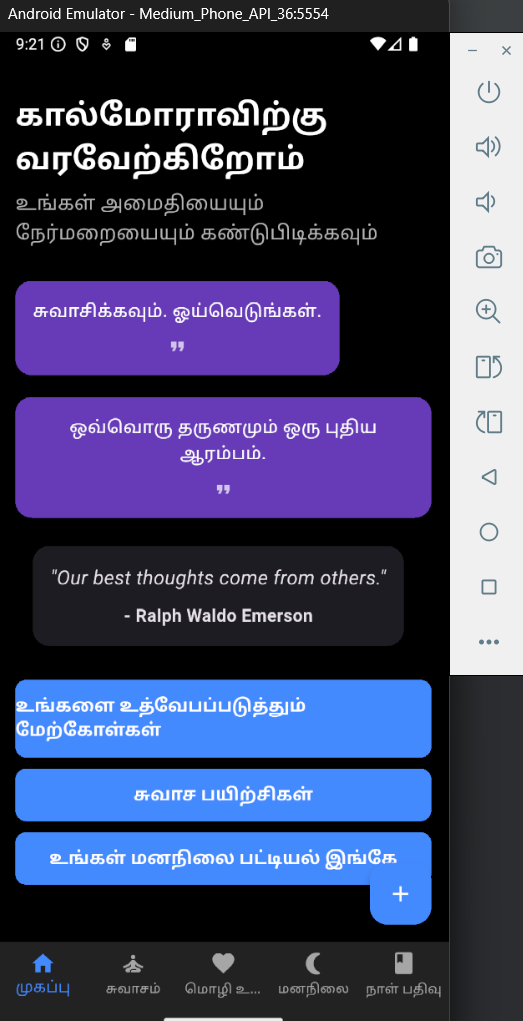 Android Emulator - Medium_Phone_API_36:5554
9:21
கால்மோராவிற்கு
வரவேற்கிறோம்
உங்கள் அமைதியையும்
நேர்மறையையும் கண்டுபிடிக்கவும்
சுவாசிக்கவும். ஓய்வெடுங்கள்.
ஒவ்வொரு தருணமும் ஒரு புதிய
ஆரம்பம்.
"Our best thoughts come from others."
- Ralph Waldo Emerson
உங்களை உத்வேபப்படுத்தும்
மேற்கோள்கள்
சுவாச பயிற்சிகள்
உங்கள் மனநிலை பட்டியல் இங்கே
முகப்பு சுவாசம் மொழி உ... மனநிலை நாள் பதிவு